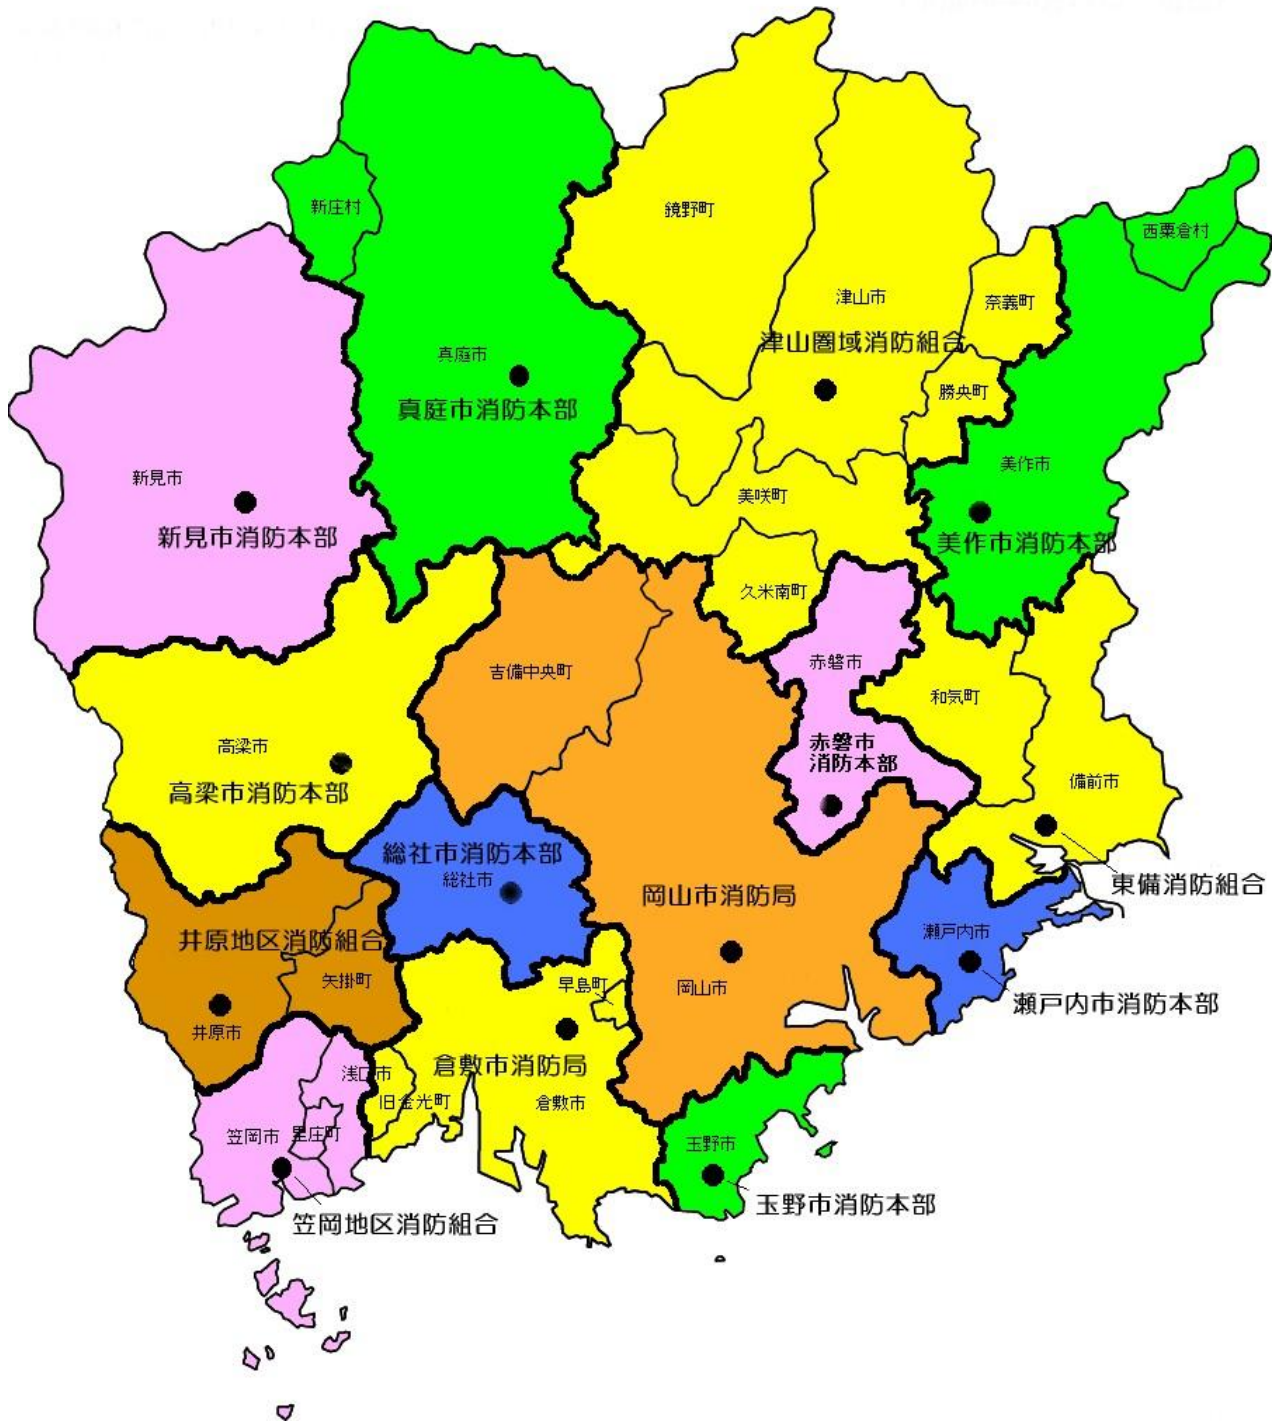 新庄村
鏡野町
西粟倉村
津山市
奈義町
津山圏域消防組合
真庭市
勝央町
真庭市消防本部
美作市
新見市
美咲町
新見市消防本部
美作市消防本部
久米南町
赤磐市
吉備中央町
和気町
高梁市
赤磐市
消防本部
備前市
高梁市消防本部
総社市消防本部
総社市
東備消防組合
岡山市消防局
井原地区消防組合
瀬戸内市
矢掛町
早島町
岡山市
瀬戸内市消防本部
井原市
倉敷市消防局
浅口市
旧金光町
倉敷市
笠岡市
里庄町
玉野市
玉野市消防本部
笠岡地区消防組合